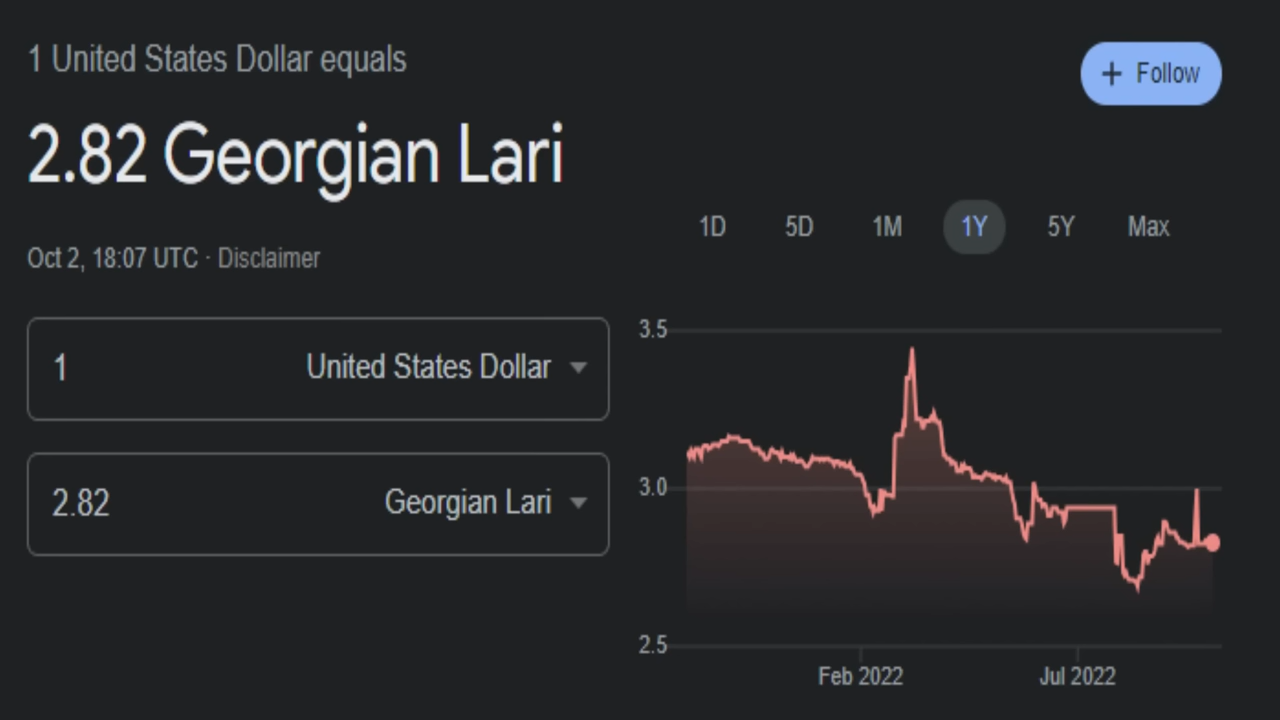 1 United States Dollar equals
+ Follow
2.82 Georgian Lari
Oct 2, 18:07 UTC · Disclaimer
1D 5D 1M 1Y 5Y Max
1 United States Dollar
2.82 Georgian Lari
3.5
3.0
2.5
Feb 2022 Jul 2022